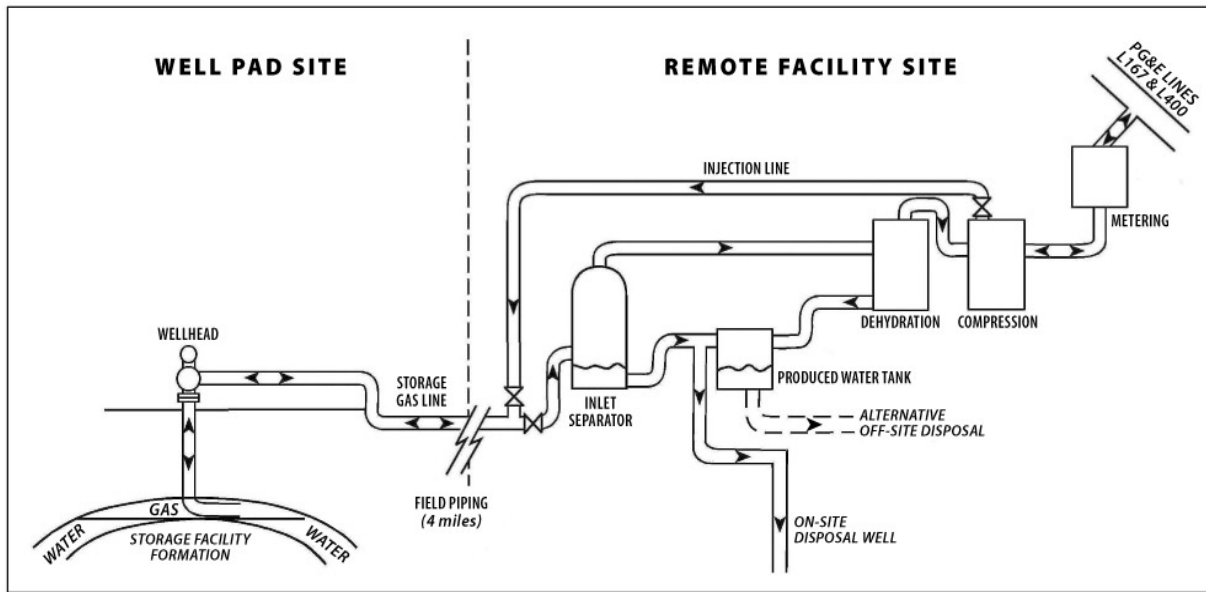 WELL PAD SITE
REMOTE FACILITY SITE
PG&E LINES
L167 & L400
INJECTION LINE
METERING
WELLHEAD
DEHYDRATION
COMPRESSION
STORAGE
GAS LINE
INLET
SEPARATOR
PRODUCED WATER TANK
ALTERNATIVE
OFF-SITE DISPOSAL
FIELD PIPING
(4 miles)
GAS
WATER
WATER
STORAGE FACILITY
FORMATION
ON-SITE
DISPOSAL WELL